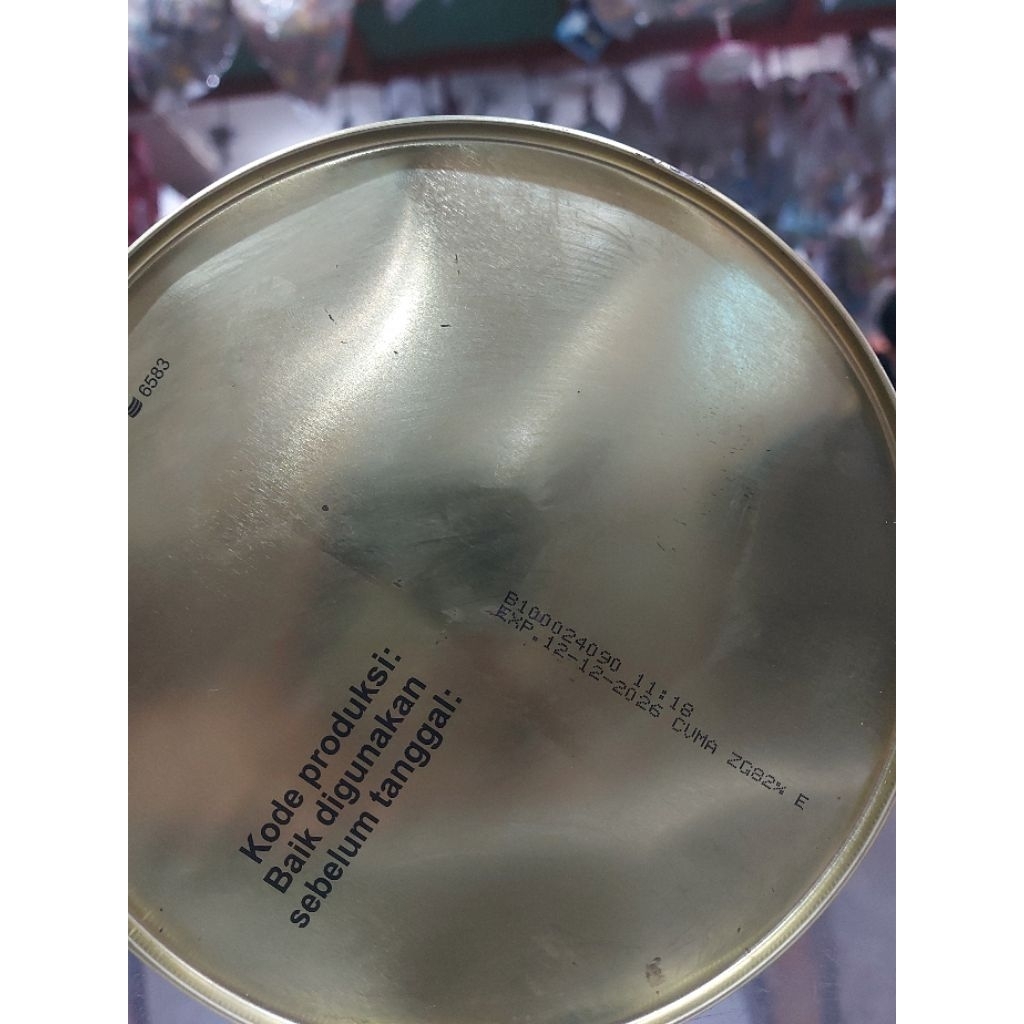 6583
B100024090 11:18
EXP.12-12-2026 CVMA ZG82% E
Kode produksi:
Baik digunakan
sebelum tanggal: